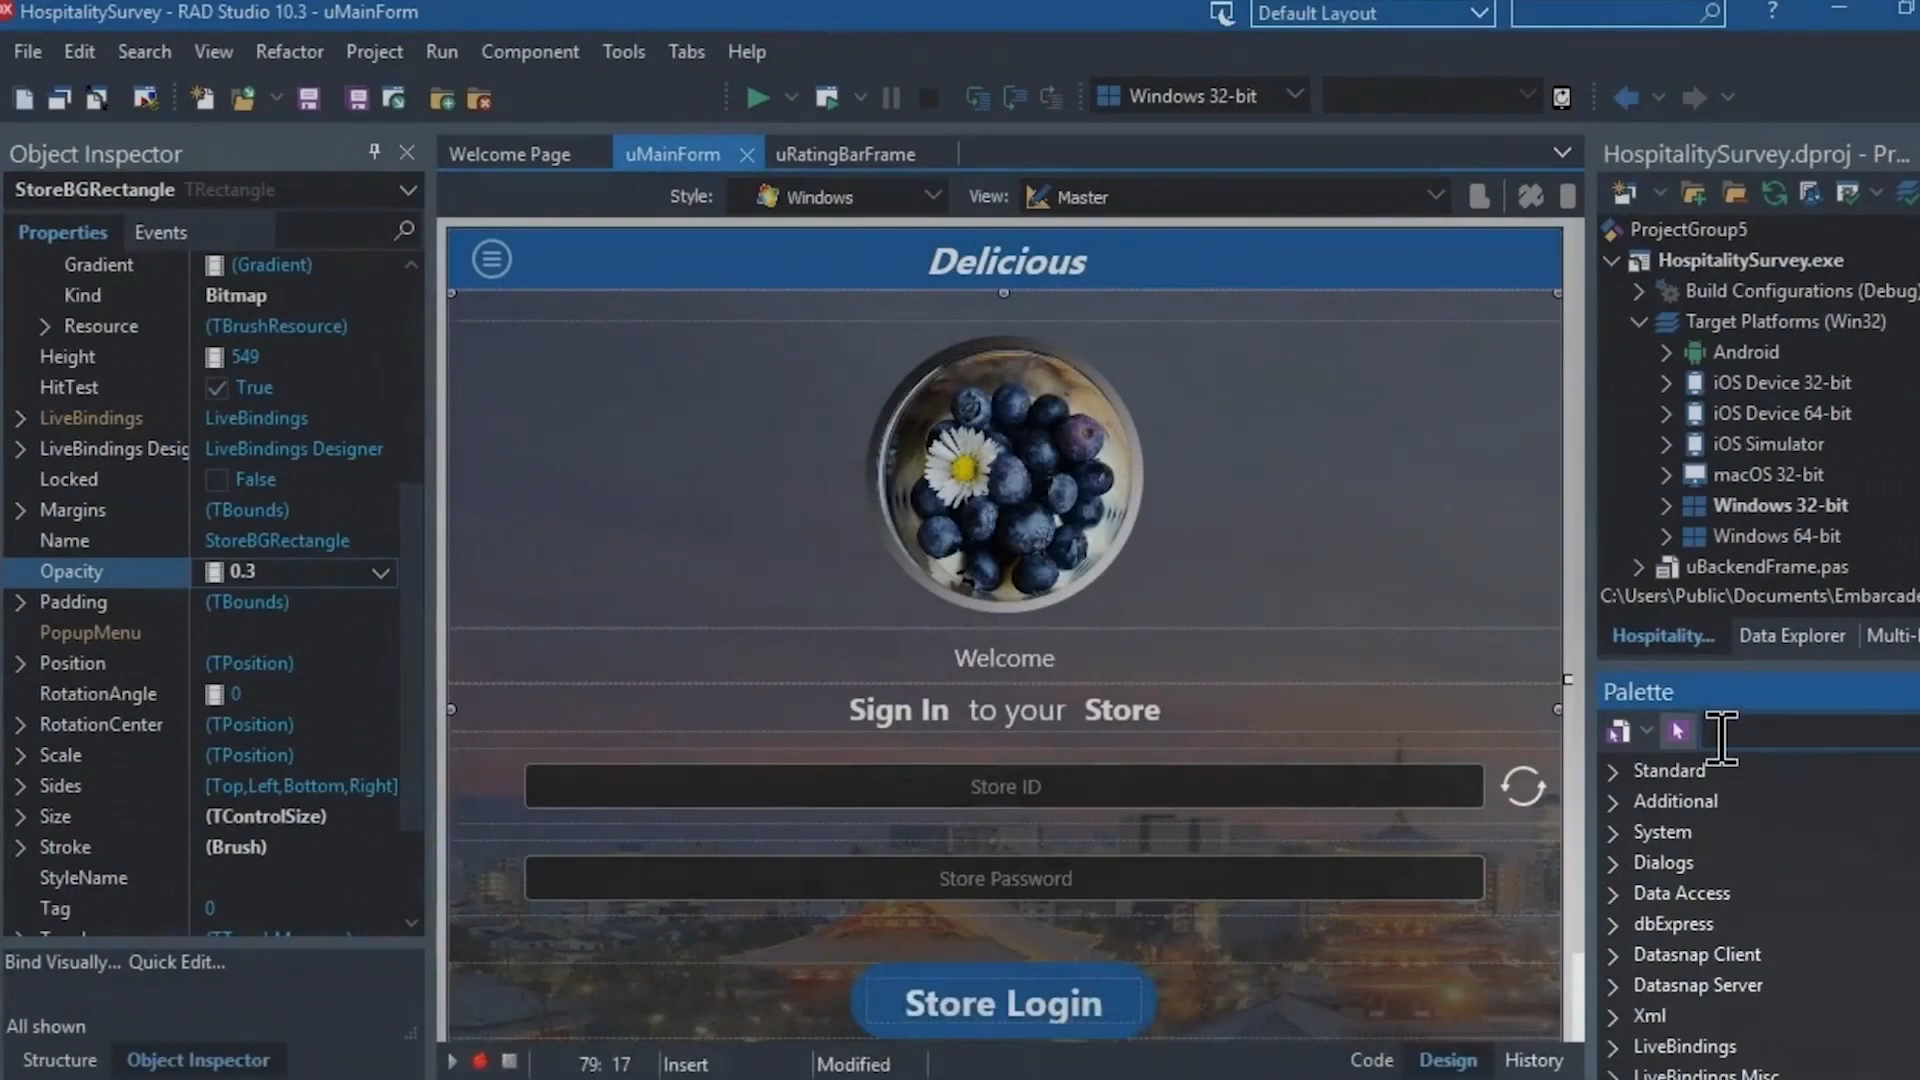 HospitalitySurvey - RAD Studio 10.3 - uMainForm
Default Layout
?
File Edit Search View Refactor Project Run Component Tools Tabs Help
Windows 32-bit
Object Inspector
StoreBGRectangle TRectangle
Properties Events
Gradient (Gradient)
Kind Bitmap
Resource (TBrushResource)
Height 549
HitTest True
LiveBindings LiveBindings
LiveBindings Desig LiveBindings Designer
Locked False
Margins (TBounds)
Name StoreBGRectangle
Opacity 0.3
Padding (TBounds)
PopupMenu
Position (TPosition)
RotationAngle 0
RotationCenter (TPosition)
Scale (TPosition)
Sides [Top,Left,Bottom,Right]
Size (TControlSize)
Stroke (Brush)
StyleName
Tag 0
Bind Visually... Quick Edit...
All shown
Structure Object Inspector
Welcome Page uMainForm uRatingBarFrame
Style: Windows View: Master
Delicious
Welcome
Sign In to your Store
Store ID
Store Password
Store Login
79: 17 Insert Modified
Code Design History
HospitalitySurvey.dproj - Pr...
ProjectGroup5
HospitalitySurvey.exe
Build Configurations (Debug)
Target Platforms (Win32)
Android
iOS Device 32-bit
iOS Device 64-bit
iOS Simulator
macOS 32-bit
Windows 32-bit
Windows 64-bit
uBackendFrame.pas
C:\Users\Public\Documents\Embarcade
Hospitality... Data Explorer Multi-
Palette
Standard
Additional
System
Dialogs
Data Access
dbExpress
Datasnap Client
Datasnap Server
Xml
LiveBindings
LiveBindings Misc